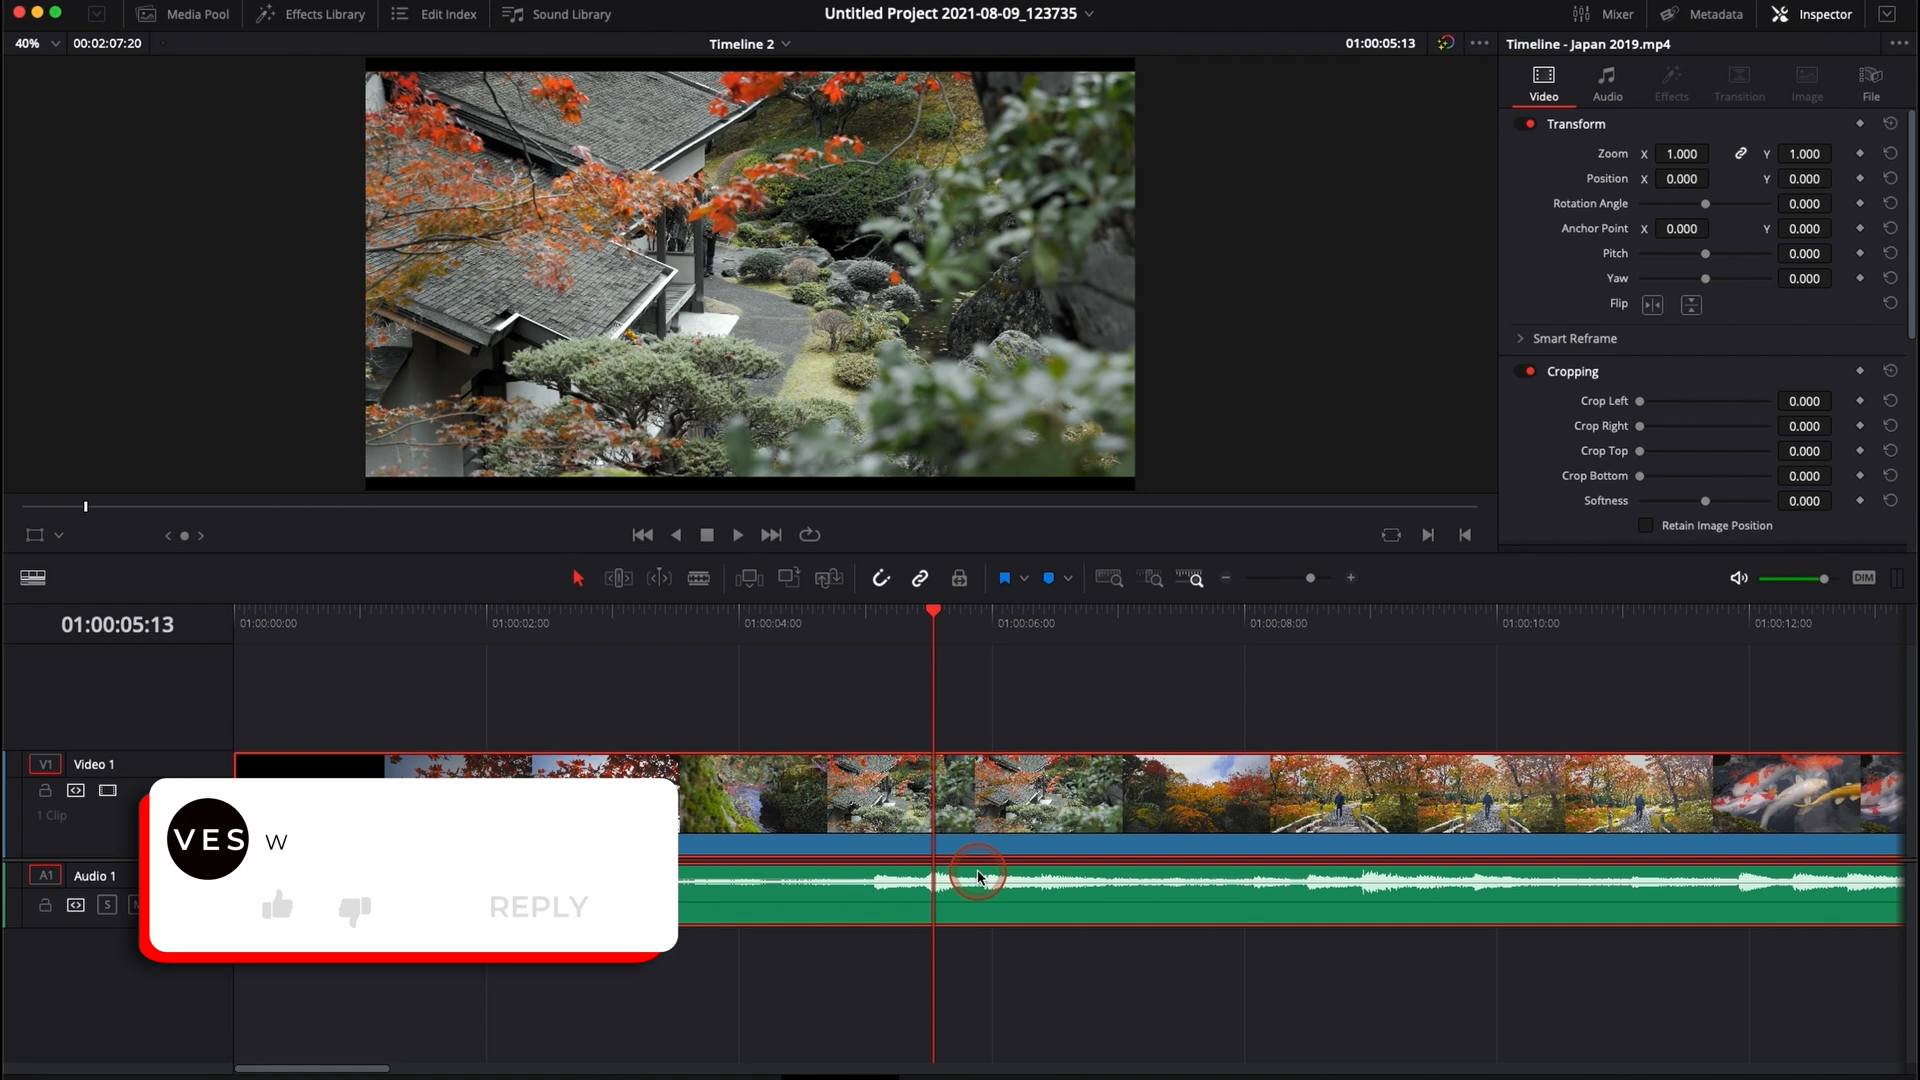 Media Pool
Effects Library
Edit Index
Sound Library
Untitled Project 2021-08-09_123735
Mixer
Metadata
Inspector
40%
00:02:07:20
Timeline 2
01:00:05:13
Timeline - Japan 2019.mp4
Video
Audio
Effects
Transition
Image
File
Transform
Zoom X 1.000 Y 1.000
Position X 0.000 Y 0.000
Rotation Angle 0.000
Anchor Point X 0.000 Y 0.000
Pitch 0.000
Yaw 0.000
Flip
Smart Reframe
Cropping
Crop Left 0.000
Crop Right 0.000
Crop Top 0.000
Crop Bottom 0.000
Softness 0.000
Retain Image Position
DIM
01:00:05:13
01:00:00:00
01:00:02:00
01:00:04:00
01:00:06:00
01:00:08:00
01:00:10:00
01:00:12:00
V1 Video 1
1 Clip
A1 Audio 1
S
VES w
REPLY